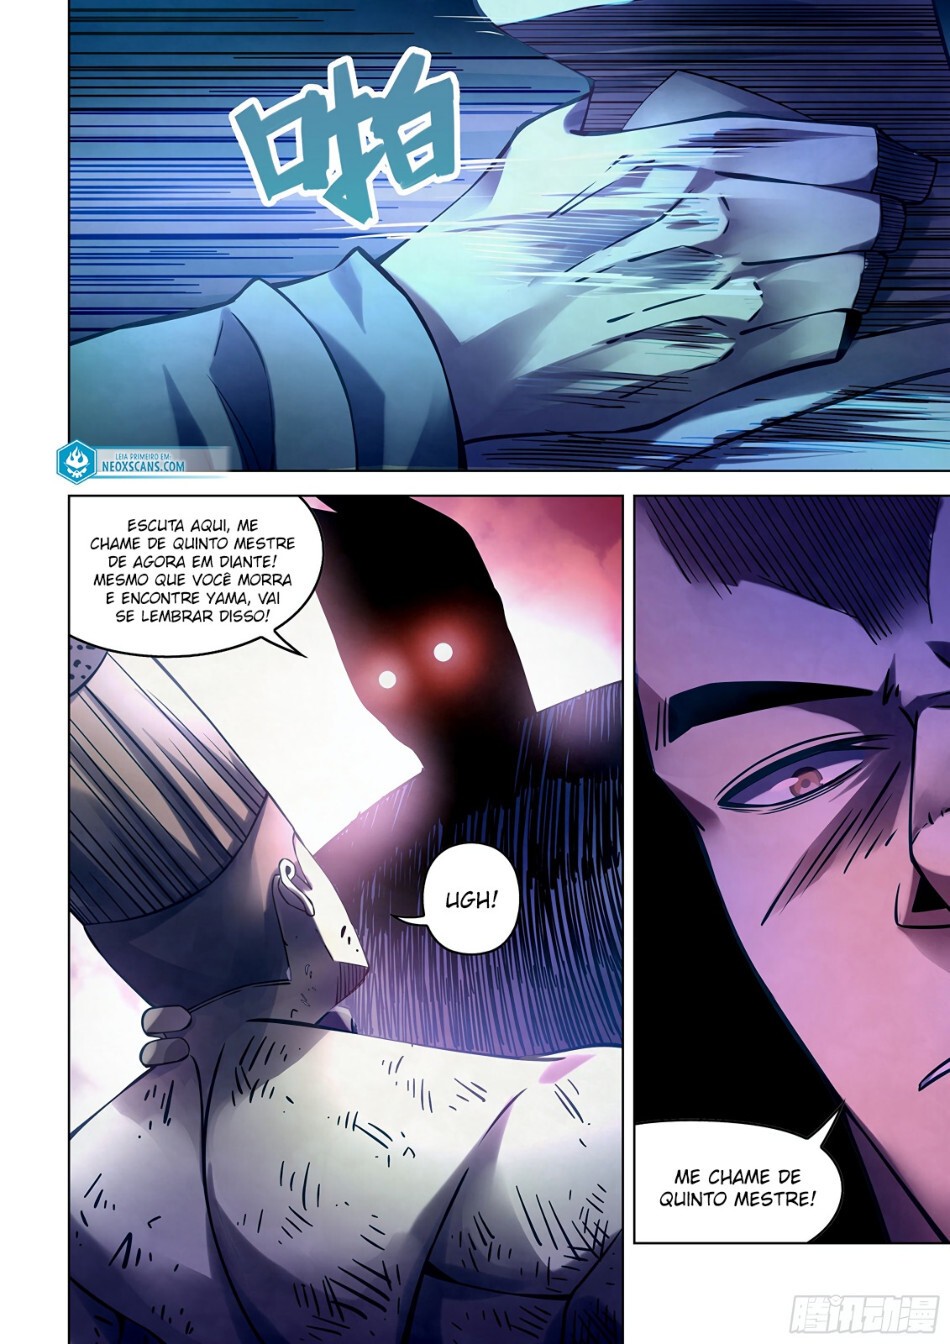 啪
LEIA PRIMEIRO EM:
NEOXSCANS.COM
ESCUTA AQUI, ME
CHAME DE QUINTO MESTRE
DE AGORA EM DIANTE!
MESMO QUE VOCÊ MORRA
E ENCONTRE YAMA, VAI
SE LEMBRAR DISSO!
UGH!
ME CHAME DE
QUINTO MESTRE!
腾讯动漫